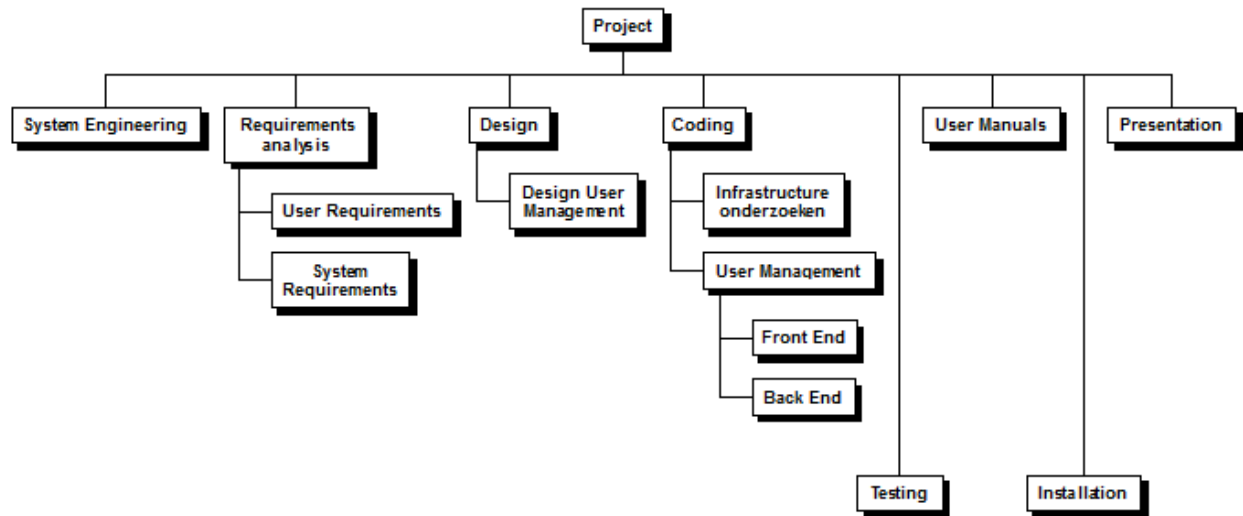 Project
System Engineering
Requirements
analysis
Design
Coding
User Manuals
Presentation
User Requirements
System
Requirements
Design User
Management
Infrastructure
onderzoeken
User Management
Front End
Back End
Testing
Installation